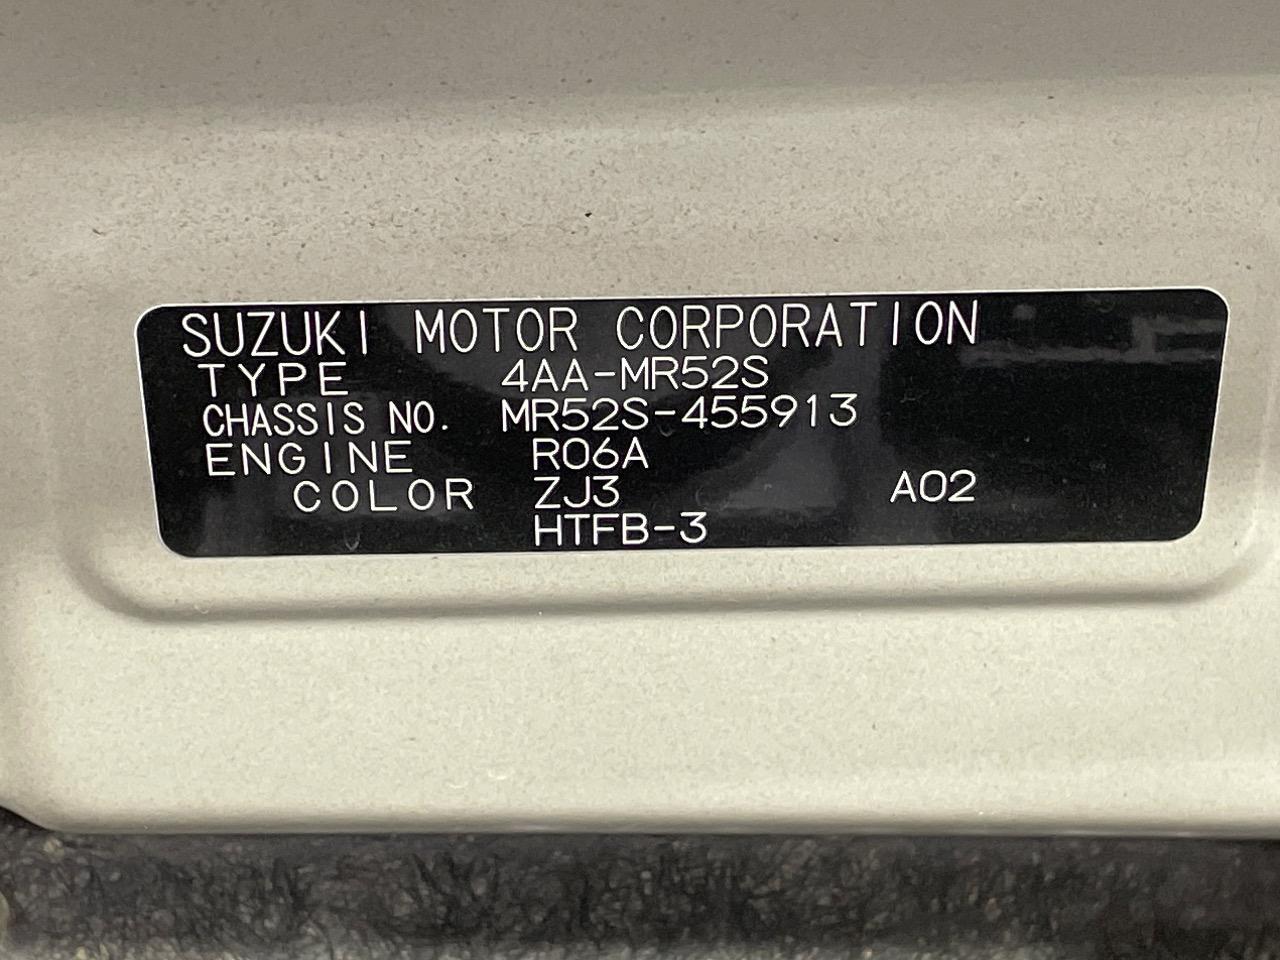 SUZUKI MOTOR CORPORATION
TYPE 4AA-MR52S
CHASSIS NO. MR52S-455913
ENGINE R06A
COLOR ZJ3 A02
HTFB-3